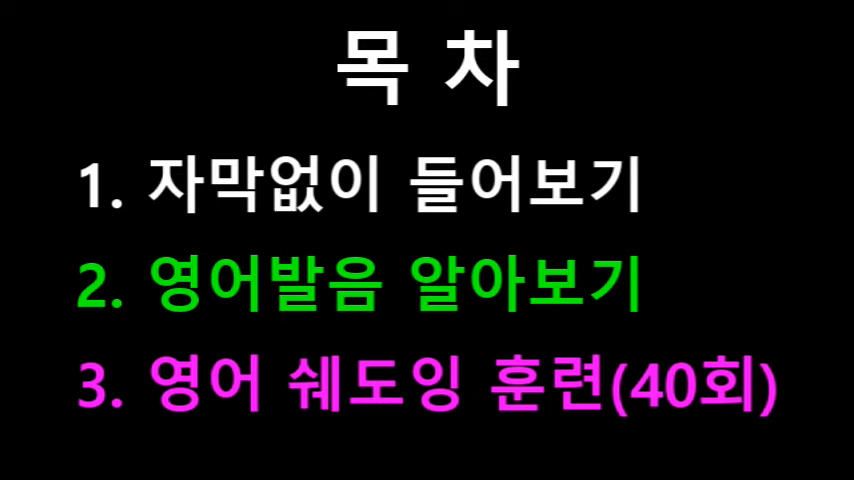 목 차
1. 자막없이 들어보기
2. 영어발음 알아보기
3. 영어 쉐도잉 훈련(40회)